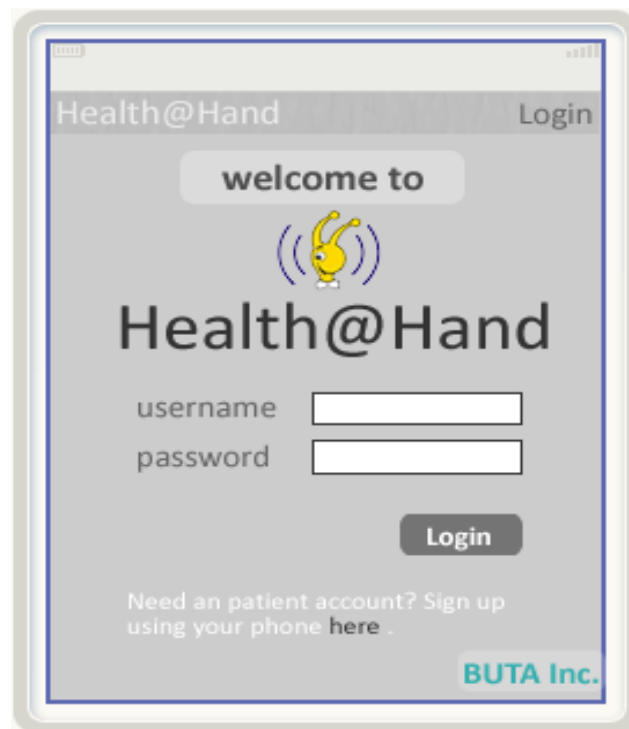 Health@Hand Login
welcome to
Health@Hand
username
password
Login
Need an patient account? Sign up
using your phone here .
BUTA Inc.